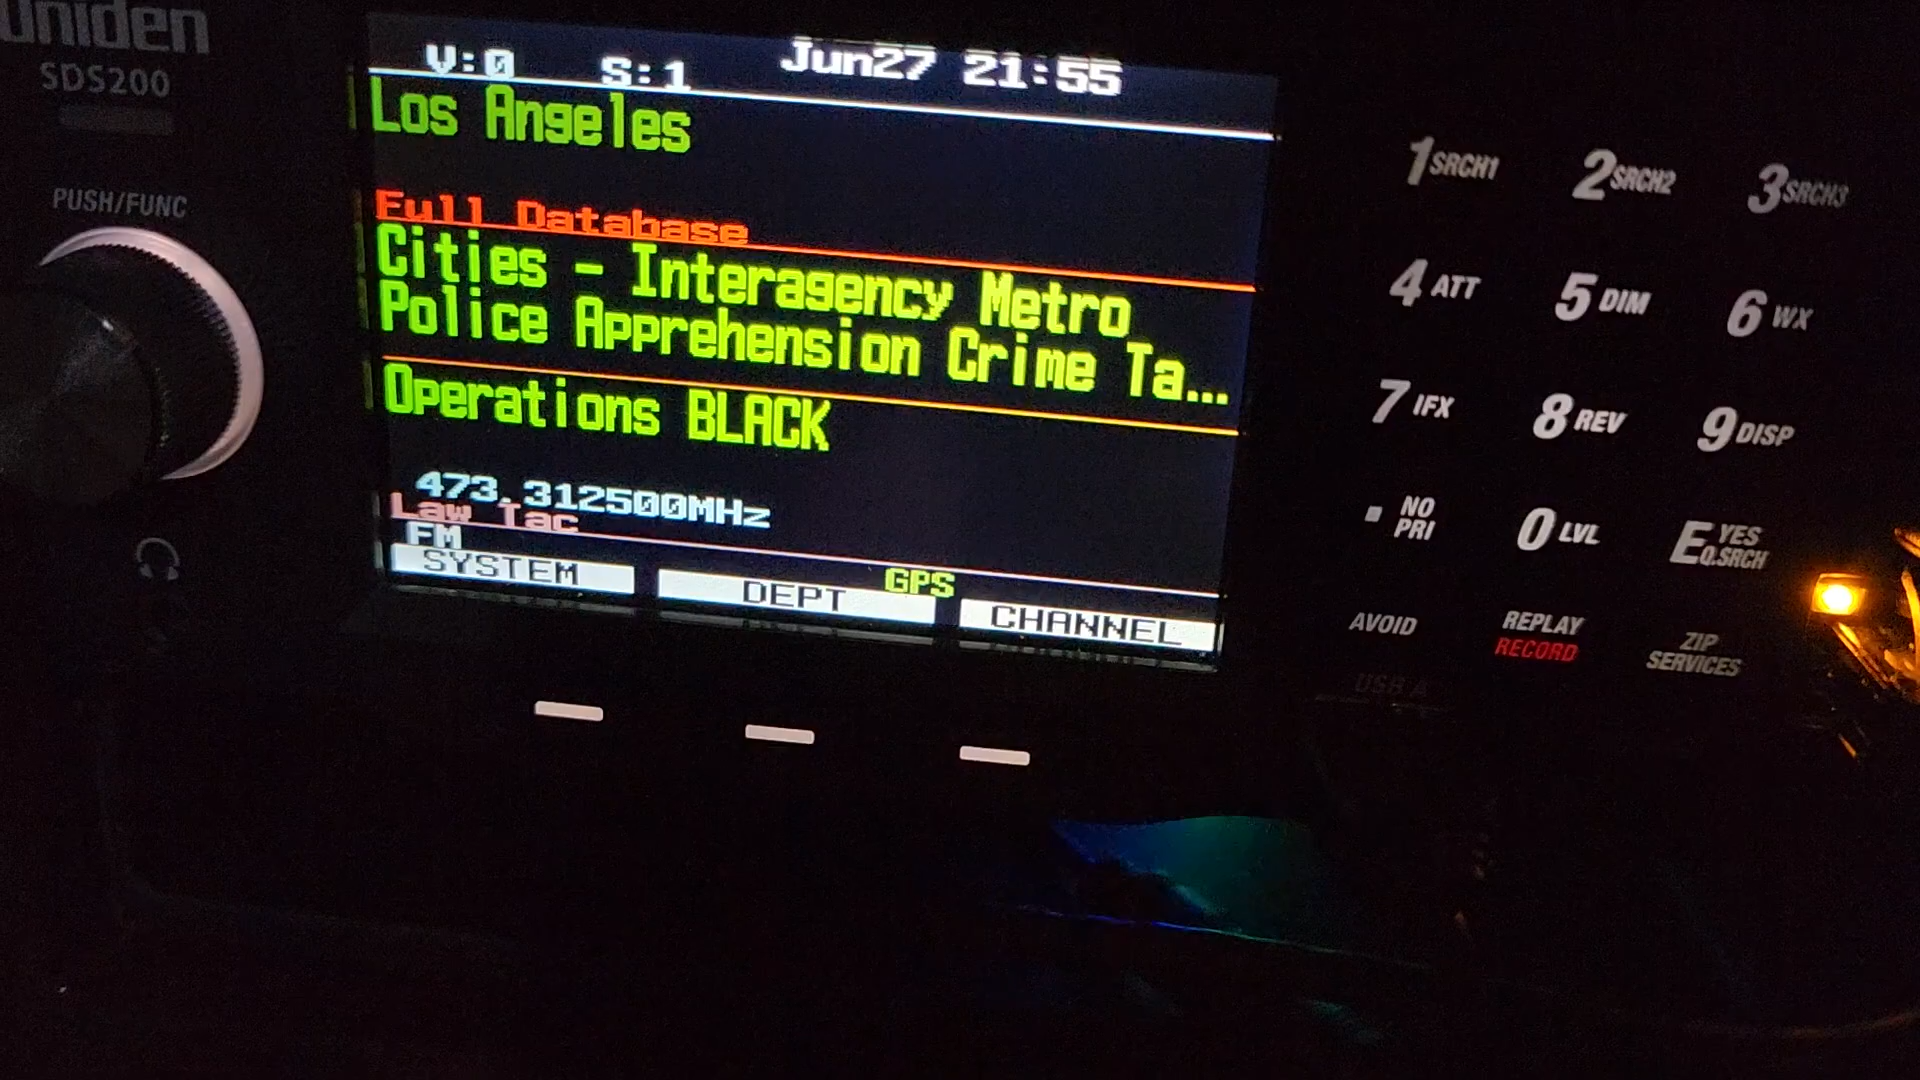 Uniden
SDS200
PUSH/FUNC
V:0 S:1 Jun27 21:55
Los Angeles
Full Database
Cities - Interagency Metro
Police Apprehension Crime Ta...
Operations BLACK
473.312500MHz
Law Tac
FM
GPS
SYSTEM DEPT CHANNEL
1 SRCH1 2 SRCH2 3 SRCH3
4 ATT 5 DIM 6 WX
7 IFX 8 REV 9 DISP
. NO PRI 0 LVL E YES Q.SRCH
AVOID REPLAY RECORD ZIP SERVICES
USB A